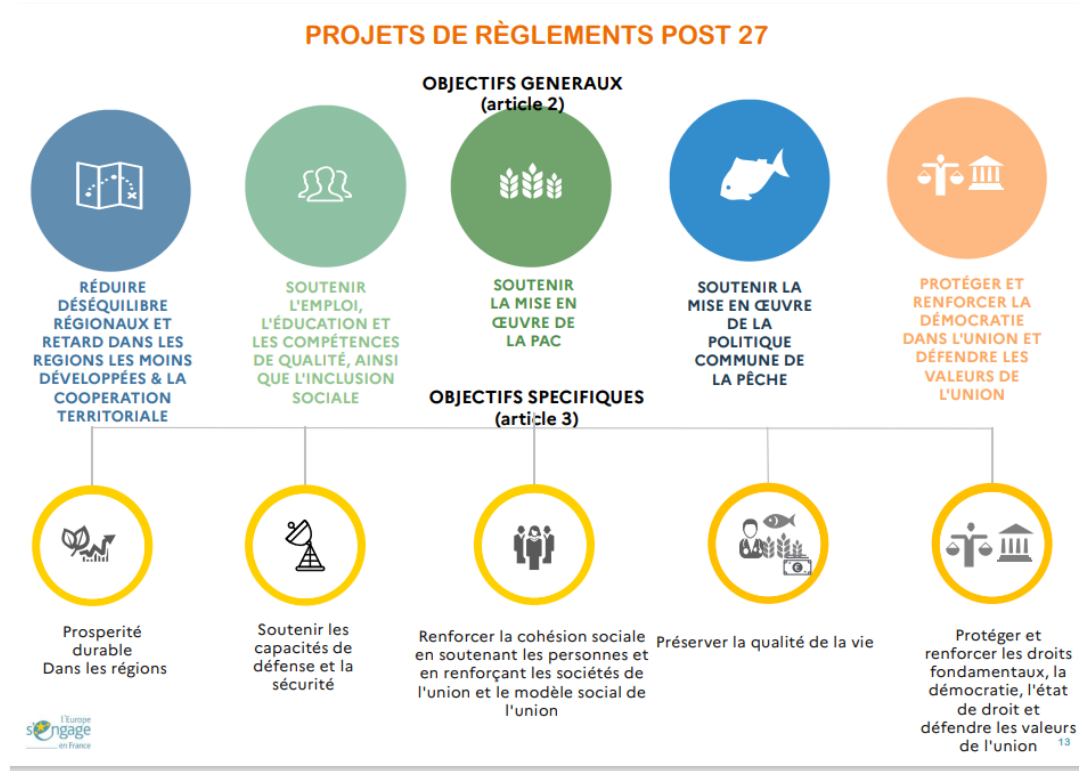 PROJETS DE RÈGLEMENTS POST 27
OBJECTIFS GENERAUX
(article 2)
RÉDUIRE
DÉSÉQUILIBRE
RÉGIONAUX ET
RETARD DANS LES
REGIONS LES MOINS
DÉVELOPPÉES & LA
COOPERATION
TERRITORIALE
SOUTENIR
L'EMPLOI,
L'ÉDUCATION ET
LES COMPÉTENCES
DE QUALITÉ, AINSI
QUE L'INCLUSION
SOCIALE
SOUTENIR
LA MISE EN
ŒUVRE DE
LA PAC
SOUTENIR LA
MISE EN ŒUVRE
DE LA
POLITIQUE
COMMUNE DE
LA PÊCHE
PROTÉGER ET
RENFORCER LA
DÉMOCRATIE
DANS L'UNION ET
DÉFENDRE LES
VALEURS DE
L'UNION
OBJECTIFS SPECIFIQUES
(article 3)
Prosperité
durable
Dans les régions
Soutenir les
capacités de
défense et la
sécurité
Renforcer la cohésion sociale
en soutenant les personnes et
en renforçant les sociétés de
l'union et le modèle social de
l'union
Préserver la qualité de la vie
Protéger et
renforcer les droits
fondamentaux, la
démocratie, l'état
de droit et
défendre les valeurs
de l'union
l'Europe
s'engage
en France
13